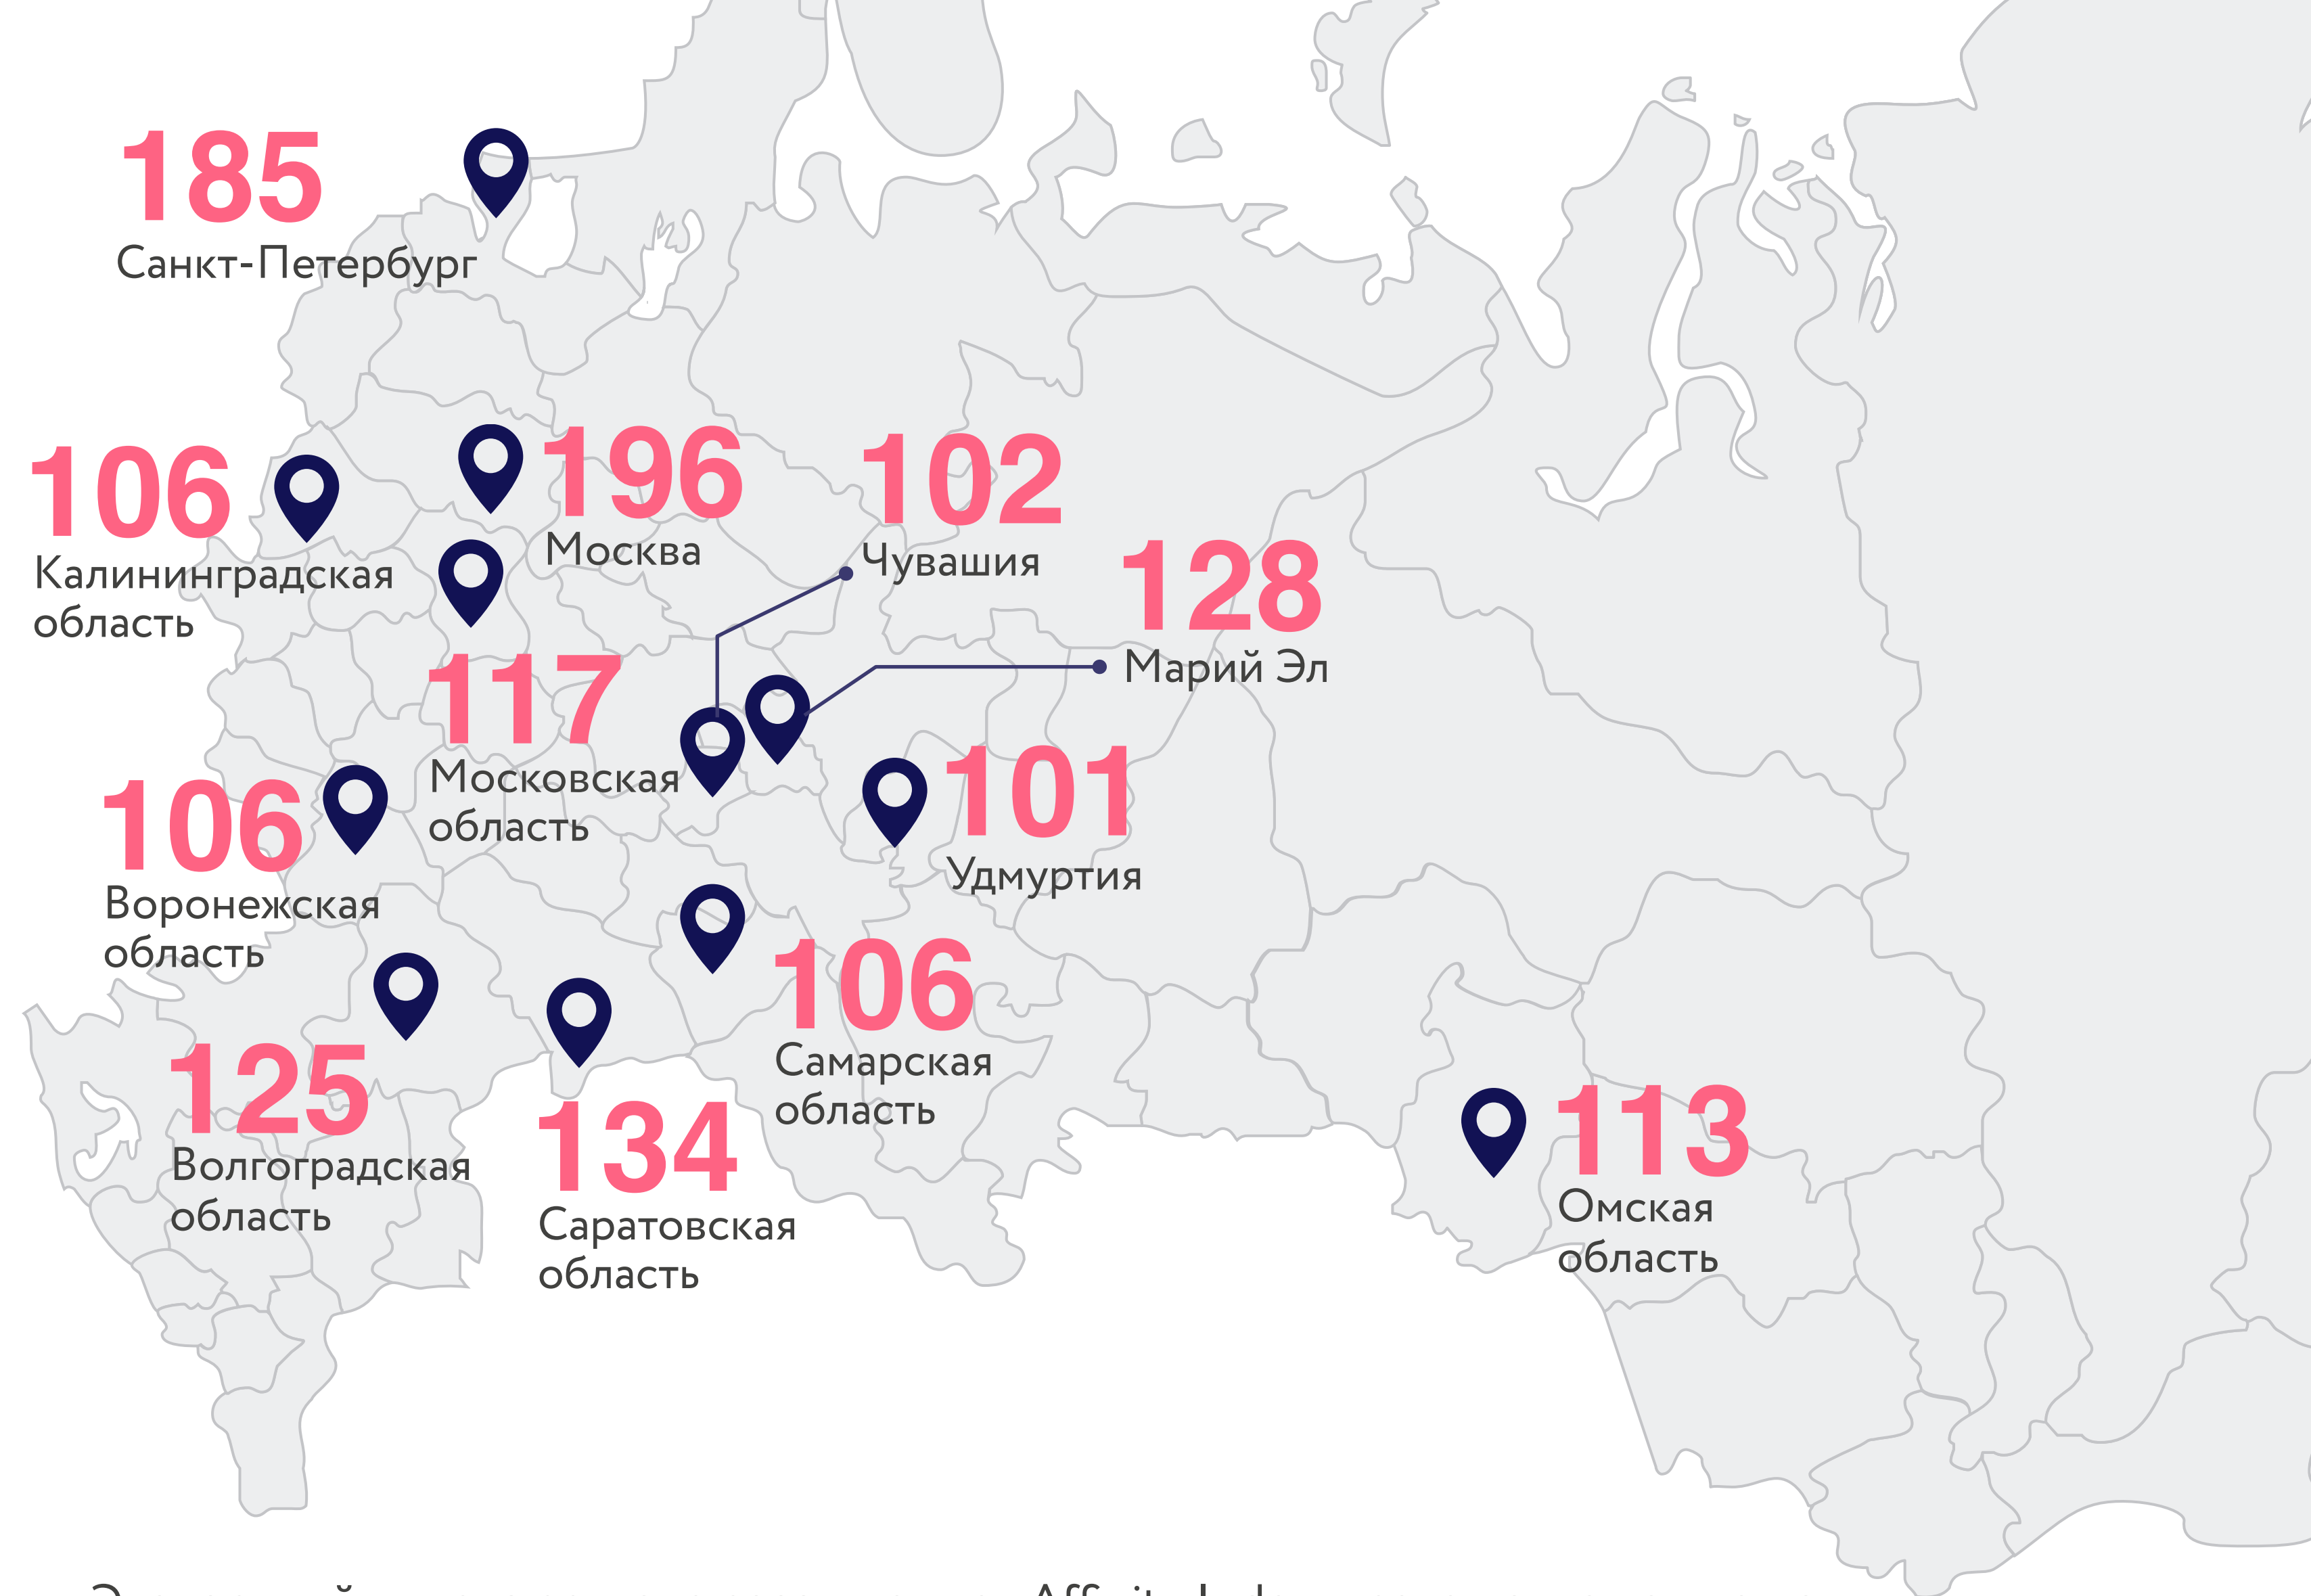 185
Санкт-Петербург
106
Калининградская
область
196
Москва
102
Чувашия
128
Марий Эл
117
Московская
область
101
Удмуртия
106
Воронежская
область
106
Самарская
область
125
Волгоградская
область
134
Саратовская
область
113
Омская
область